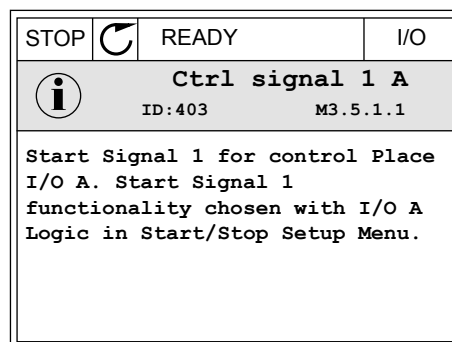 STOP READY I/O
Ctrl signal 1 A
ID:403 M3.5.1.1
Start Signal 1 for control Place
I/O A. Start Signal 1
functionality chosen with I/O A
Logic in Start/Stop Setup Menu.